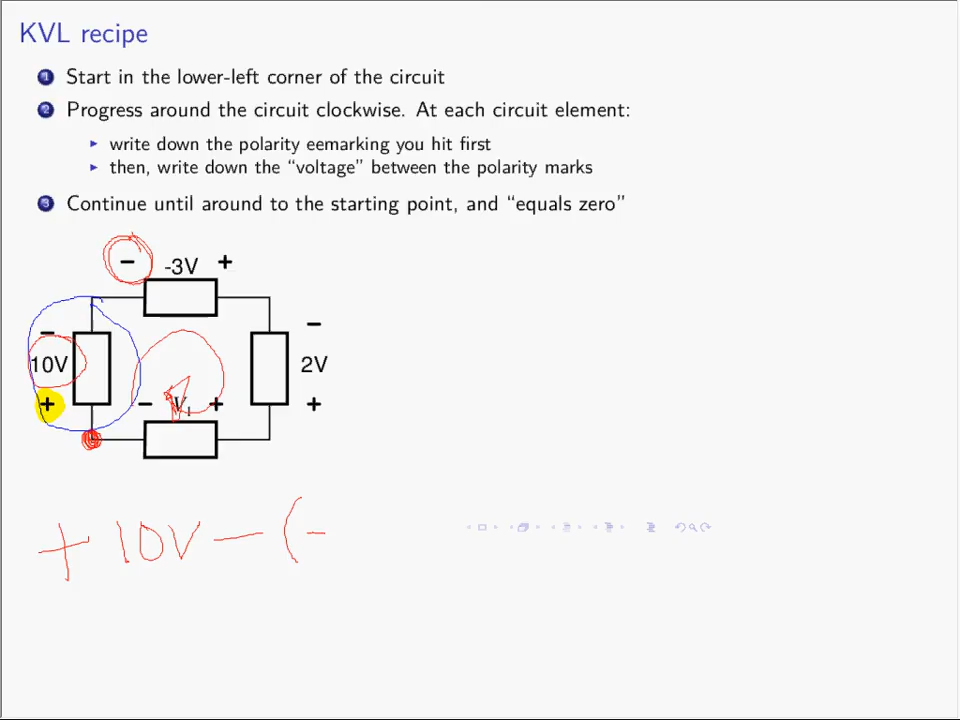 KVL recipe
1 Start in the lower-left corner of the circuit
2 Progress around the circuit clockwise. At each circuit element:
write down the polarity eemarking you hit first
then, write down the “voltage” between the polarity marks
3 Continue until around to the starting point, and “equals zero”
− -3V +
− −
10V 2V
+ − V₁ + +
+ 10V − ( −